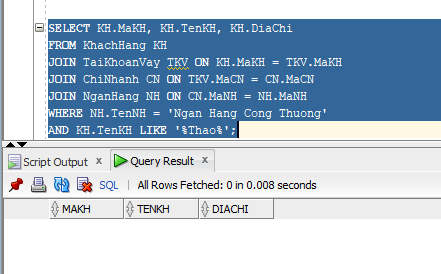 SELECT KH.MaKH, KH.TenKH, KH.DiaChi
FROM KhachHang KH
JOIN TaiKhoanVay TKV ON KH.MaKH = TKV.MaKH
JOIN ChiNhanh CN ON TKV.MaCN = CN.MaCN
JOIN NganHang NH ON CN.MaNH = NH.MaNH
WHERE NH.TenNH = 'Ngan Hang Cong Thuong'
AND KH.TenKH LIKE '%Thao%';
Script Output x Query Result x
SQL | All Rows Fetched: 0 in 0.008 seconds
MAKH TENKH DIACHI